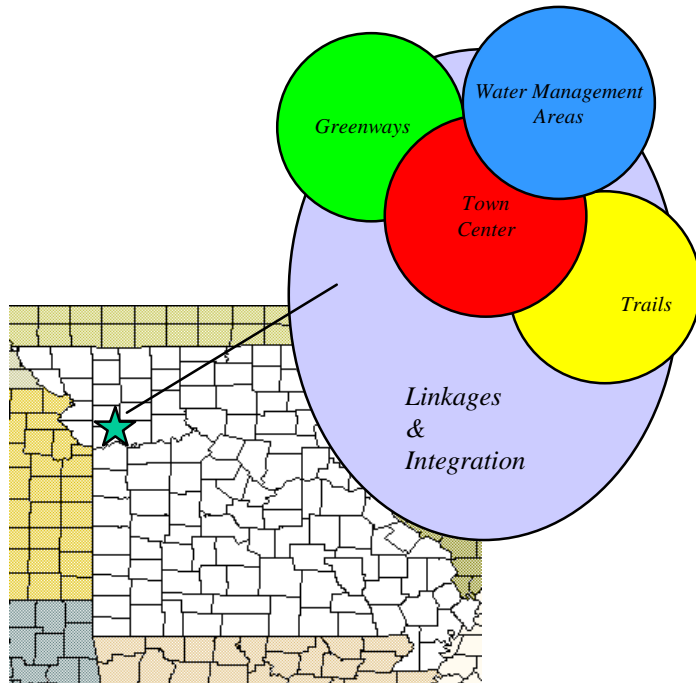 Water Management
Areas
Greenways
Town
Center
Trails
Linkages
&
Integration